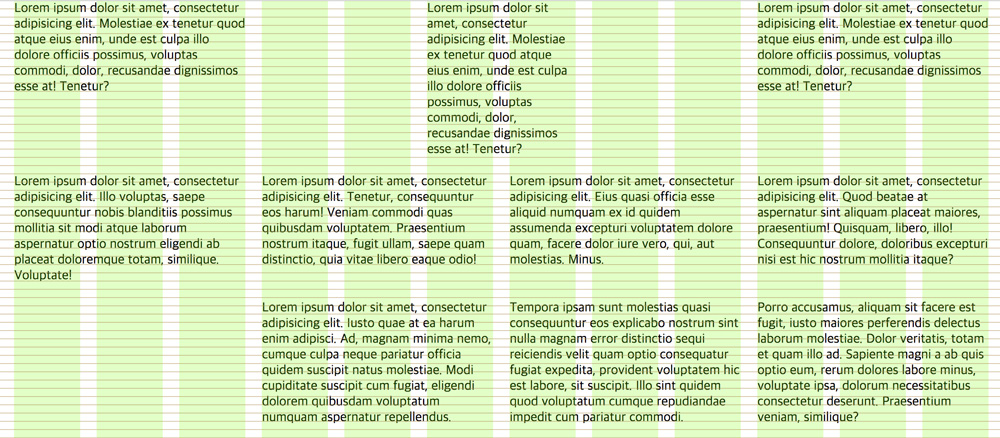 Lorem ipsum dolor sit amet, consectetur
adipisicing elit. Molestiae ex tenetur quod
atque eius enim, unde est culpa illo
dolore officiis possimus, voluptas
commodi, dolor, recusandae dignissimos
esse at! Tenetur?
Lorem ipsum dolor sit
amet, consectetur
adipisicing elit. Molestiae
ex tenetur quod atque
eius enim, unde est culpa
illo dolore officiis
possimus, voluptas
commodi, dolor,
recusandae dignissimos
esse at! Tenetur?
Lorem ipsum dolor sit amet, consectetur
adipisicing elit. Molestiae ex tenetur quod
atque eius enim, unde est culpa illo
dolore officiis possimus, voluptas
commodi, dolor, recusandae dignissimos
esse at! Tenetur?
Lorem ipsum dolor sit amet, consectetur
adipisicing elit. Illo voluptas, saepe
consequuntur nobis blanditiis possimus
mollitia sit modi atque laborum
aspernatur optio nostrum eligendi ab
placeat doloremque totam, similique.
Voluptate!
Lorem ipsum dolor sit amet, consectetur
adipisicing elit. Tenetur, consequuntur
eos harum! Veniam commodi quas
quibusdam voluptatem. Praesentium
nostrum itaque, fugit ullam, saepe quam
distinctio, quia vitae libero eaque odio!
Lorem ipsum dolor sit amet, consectetur
adipisicing elit. Eius quasi officia esse
aliquid numquam ex id quidem
assumenda excepturi voluptatem dolore
quam, facere dolor iure vero, qui, aut
molestias. Minus.
Lorem ipsum dolor sit amet, consectetur
adipisicing elit. Quod beatae at
aspernatur sint aliquam placeat maiores,
praesentium! Quisquam, libero, illo!
Consequuntur dolore, doloribus excepturi
nisi est hic nostrum mollitia itaque?
Lorem ipsum dolor sit amet, consectetur
adipisicing elit. Iusto quae at ea harum
enim adipisci. Ad, magnam minima nemo,
cumque culpa neque pariatur officia
quidem suscipit natus molestiae. Modi
cupiditate suscipit cum fugiat, eligendi
dolorem quibusdam voluptatum
numquam aspernatur repellendus.
Tempora ipsam sunt molestias quasi
consequuntur eos explicabo nostrum sint
nulla magnam error distinctio sequi
reiciendis velit quam optio consequatur
fugiat expedita, provident voluptatem hic
est labore, sit suscipit. Illo sint quidem
quod voluptatum cumque repudiandae
impedit cum pariatur commodi.
Porro accusamus, aliquam sit facere est
fugit, iusto maiores perferendis delectus
laborum molestiae. Dolor veritatis, totam
et quam illo ad. Sapiente magni a ab quis
optio eum, rerum dolores labore minus,
voluptate ipsa, dolorum necessitatibus
consectetur deserunt. Praesentium
veniam, similique?